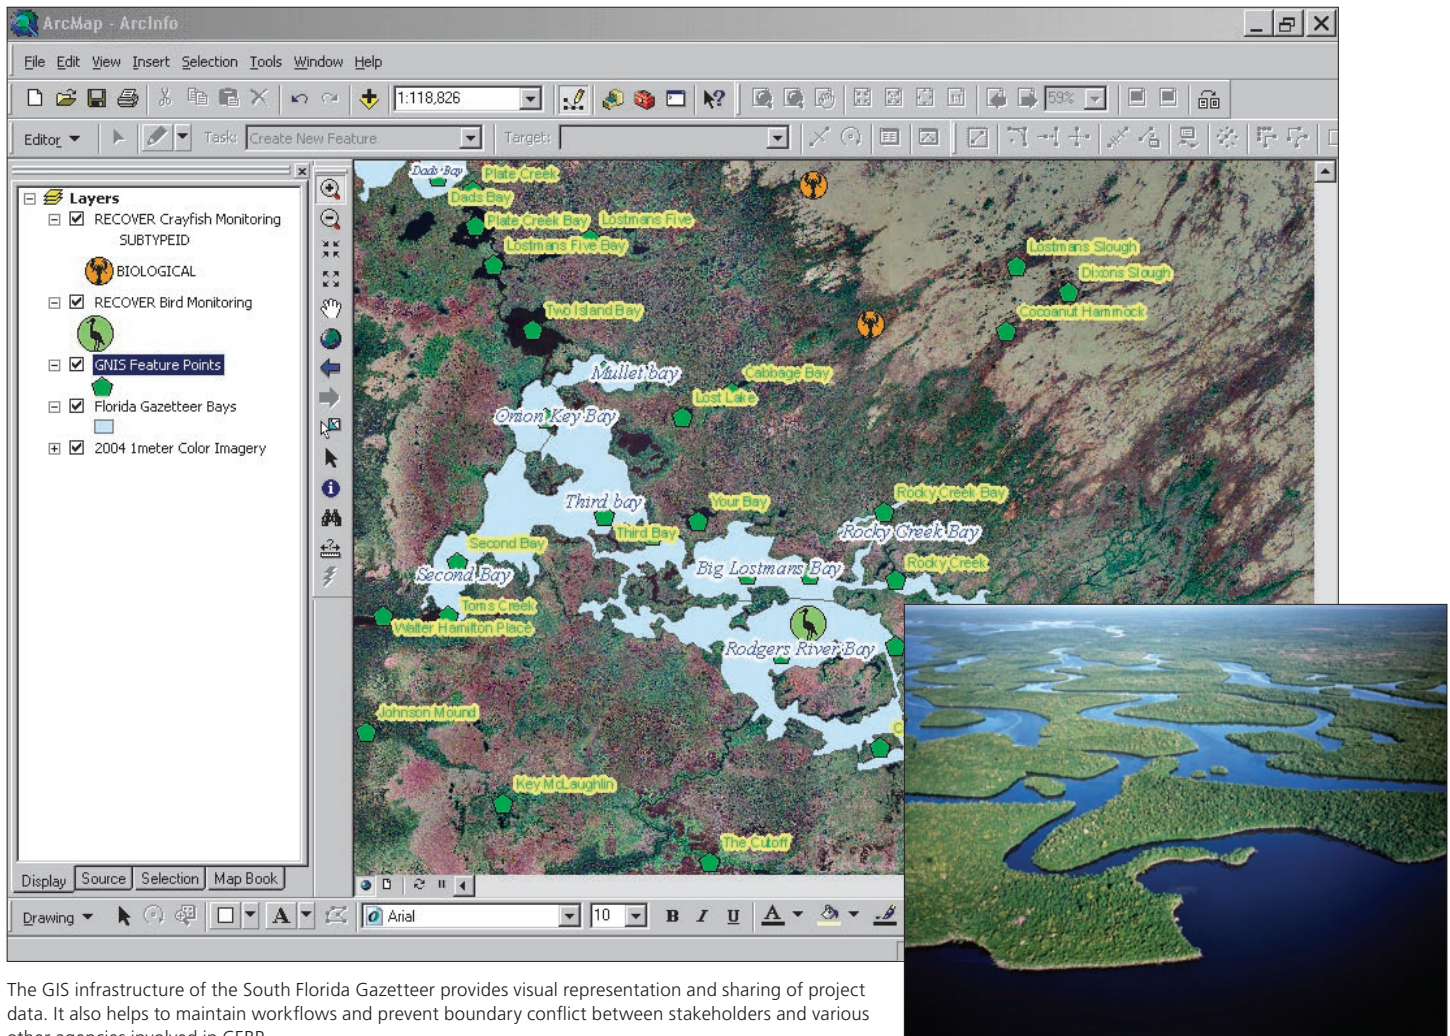 ArcMap - ArcInfo
File Edit View Insert Selection Tools Window Help
1:118,826
59%
Editor
Task: Create New Feature
Target:
Layers
RECOVER Crayfish Monitoring
SUBTYPEID
BIOLOGICAL
RECOVER Bird Monitoring
GNIS Feature Points
Florida Gazetteer Bays
2004 1meter Color Imagery
Dads Bay
Plate Creek
Dads Bay
Plate Creek Bay
Lostmans Five
Lostmans Five Bay
Lostmans Slough
Dixons Slough
Two Island Bay
Cocoanut Hammock
Mullet bay
Cabbage Bay
Lost Lake
Onion Key Bay
Third bay
Your Bay
Rocky Creek Bay
Third Bay
Rocky Creek Bay
Second Bay
Big Lostmans Bay
Rocky Creek
Second Bay
Toms Creek
Walter Hamilton Place
Rodgers River Bay
Johnson Mound
C
Key McLaughlin
The Cutoff
Display Source Selection Map Book
Drawing
A
Arial
10
B I U A
The GIS infrastructure of the South Florida Gazetteer provides visual representation and sharing of project
data. It also helps to maintain workflows and prevent boundary conflict between stakeholders and various
other agencies involved in CERP.